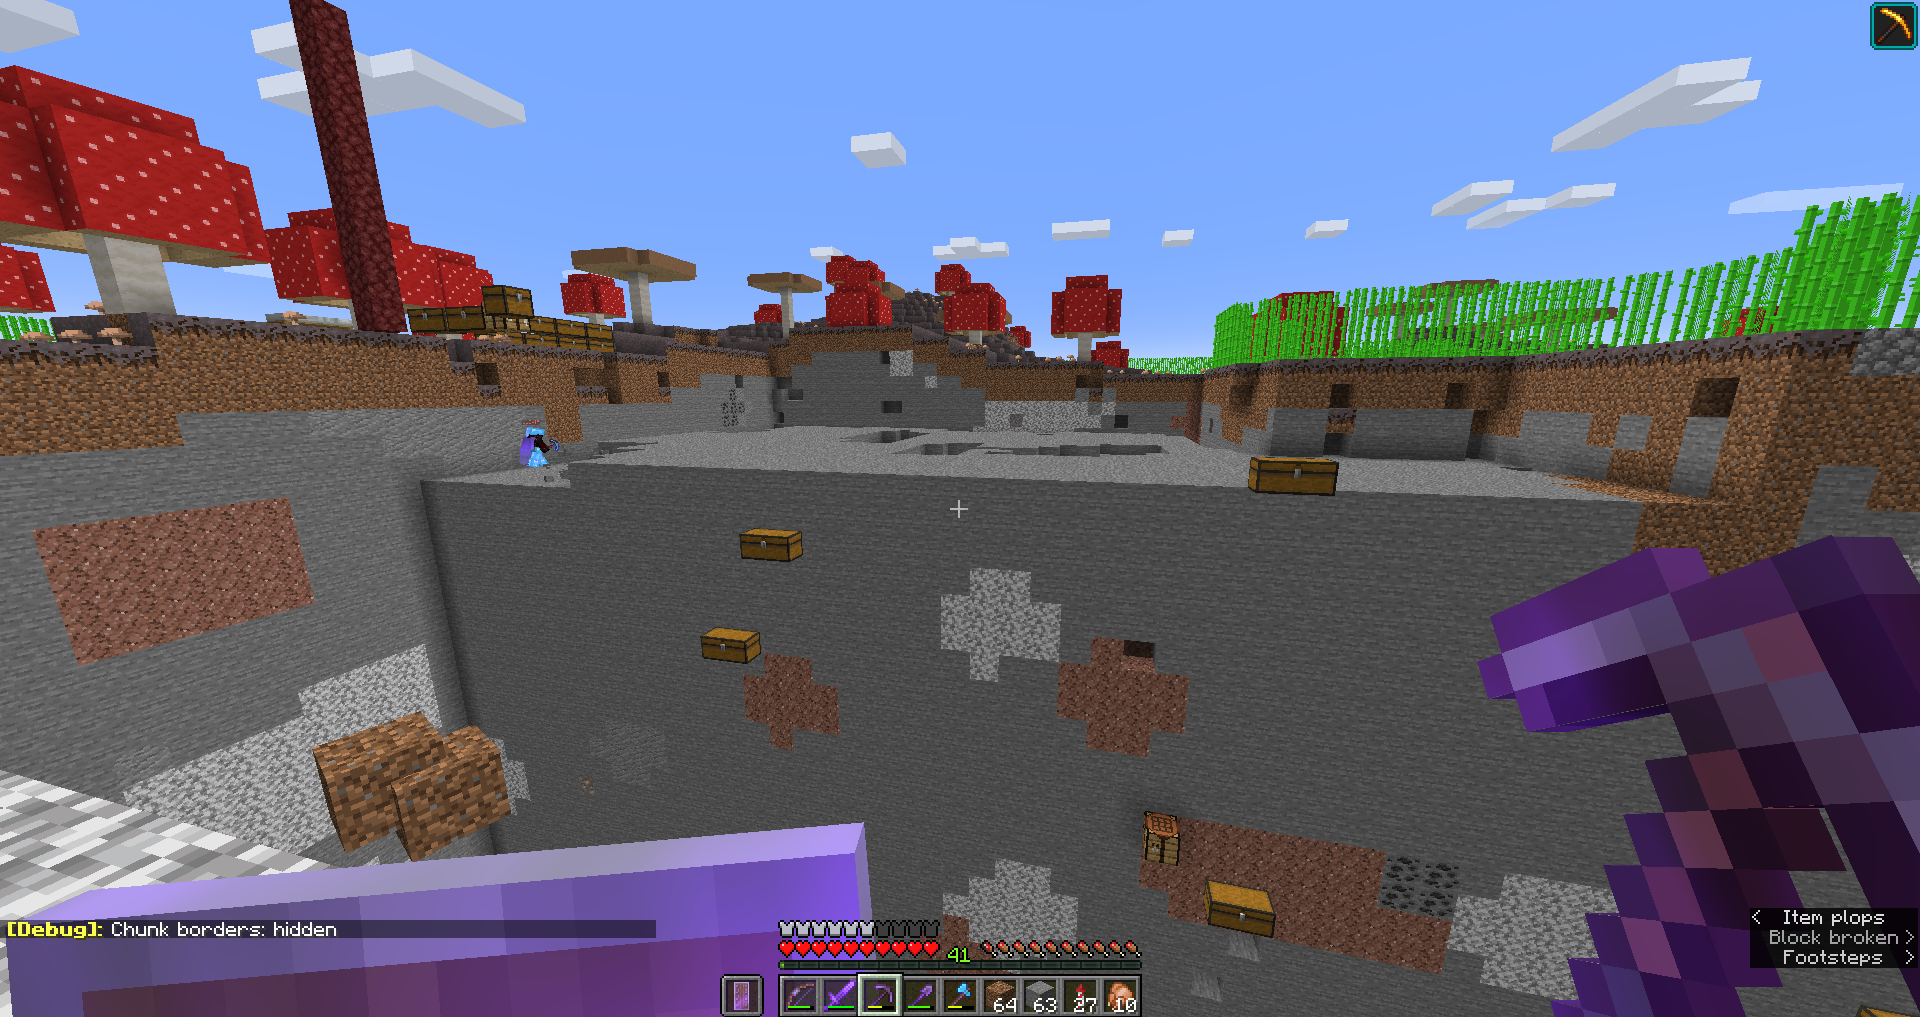 [Debug]: Chunk borders: hidden
41
< Item plops
Block broken >
Footsteps >
64 63 27 10